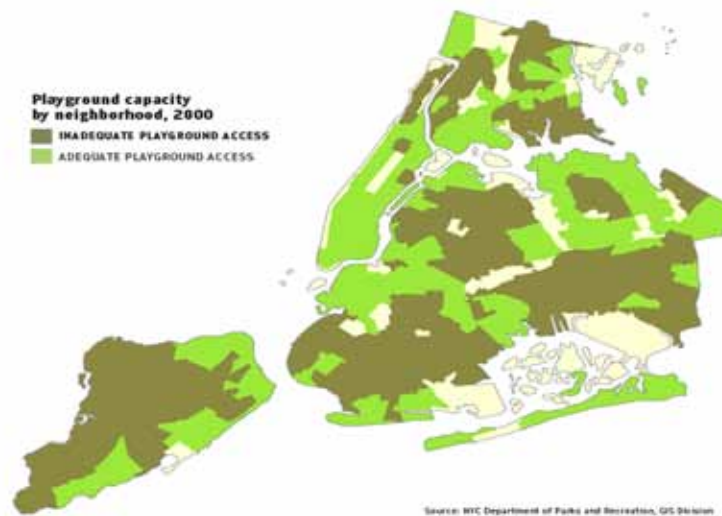 Playground capacity
by neighborhood, 2000
INADEQUATE PLAYGROUND ACCESS
ADEQUATE PLAYGROUND ACCESS
Source: NYC Department of Parks and Recreation, GIS Division